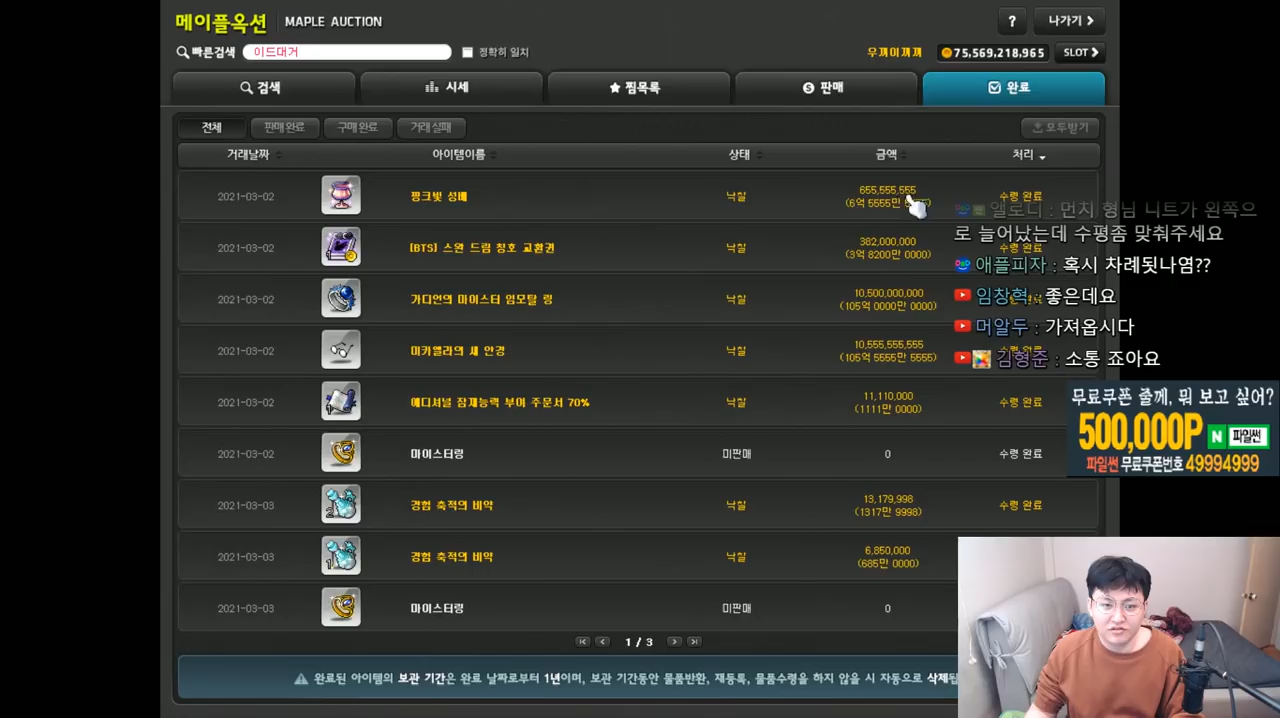 메이플옥션 MAPLE AUCTION
? 나가기
빠른검색 이드대거 정확히 일치
우끼이끼끼 75,569,218,965 SLOT
검색 시세 찜목록 판매 완료
전체 판매완료 구매완료 거래실패 모두받기
거래날짜 아이템이름 상태 금액 처리
2021-03-02 핑크빛 성배 낙찰 655,555,555 수령 완료
(6억 5555만
2021-03-02 [BTS] 스완 드림 칭호 교환권 낙찰 382,000,000
(3억 8200만 0000)
2021-03-02 가디언의 마이스터 임모탈 링 낙찰 10,500,000,000
(105억 0000만 0000)
2021-03-02 미카엘라의 새 안경 낙찰 10,555,555,555
(105억 5555만 5555)
2021-03-02 에디셔널 잠재능력 부여 주문서 70% 낙찰 11,110,000 수령 완료
(1111만 0000)
2021-03-02 마이스터링 미판매 0 수령 완료
2021-03-03 2 경험 축적의 비약 낙찰 13,179,998 수령 완료
(1317만 9998)
2021-03-03 1 경험 축적의 비약 낙찰 6,850,000
(685만 0000)
2021-03-03 마이스터링 미판매 0
1 / 3
완료된 아이템의 보관 기간은 완료 날짜로부터 1년이며, 보관 기간동안 물품반환, 재등록, 물품수령을 하지 않을 시 자동으로 삭제됩
앨로디 : 먼치 형님 니트가 왼쪽으
로 늘어났는데 수평좀 맞춰주세요
애플피자 : 혹시 차례됫나염??
임창혁 : 좋은데요
머알두 : 가져옵시다
김형준 : 소통 죠아요
무료쿠폰 줄께, 뭐 보고 싶어?
500,000P N 파일썬
파일썬 무료쿠폰번호 49994999